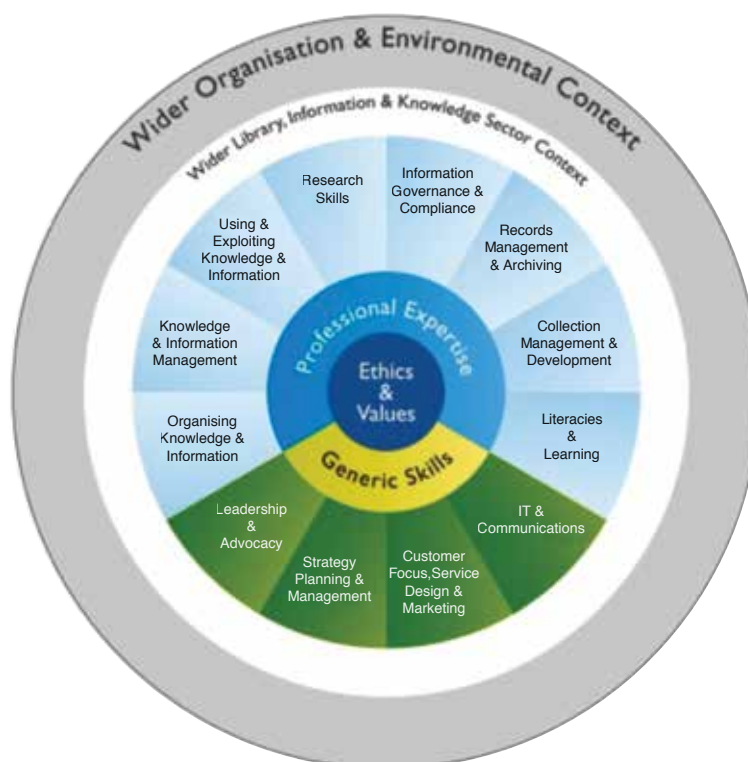 Wider Organisation & Environmental Context
Wider Library, Information & Knowledge Sector Context
Research
Skills
Information
Governance &
Compliance
Using &
Exploiting
Knowledge &
Information
Records
Management
& Archiving
Knowledge
& Information
Management
Collection
Management &
Development
Organising
Knowledge &
Information
Literacies
&
Learning
Professional Expertise
Ethics
&
Values
Generic Skills
Leadership
&
Advocacy
Strategy
Planning &
Management
Customer
Focus,Service
Design &
Marketing
IT &
Communications